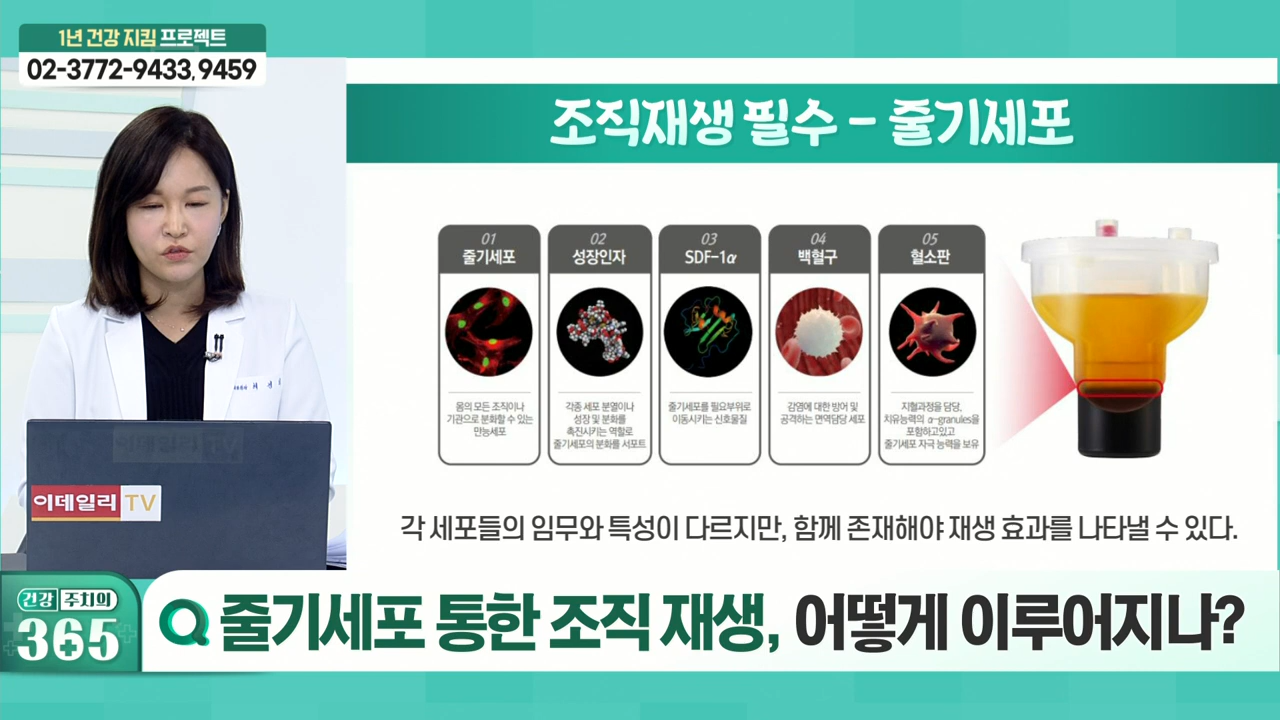 1년 건강 지킴 프로젝트
02-3772-9433, 9459
조직재생 필수 - 줄기세포
01
줄기세포
몸의 모든 조직이나
기관으로 분화할 수 있는
만능세포
02
성장인자
각종 세포 분열이나
성장 및 분화를
촉진시키는 역할로
줄기세포의 분화를 서포트
03
SDF-1α
줄기세포를 필요부위로
이동시키는 신호물질
04
백혈구
감염에 대한 방어 및
공격하는 면역담당 세포
05
혈소판
지혈과정을 담당,
치유능력의 α-granules을
포함하고있고
줄기세포 자극 능력을 보유
각 세포들의 임무와 특성이 다르지만, 함께 존재해야 재생 효과를 나타낼 수 있다.
이데일리 TV
건강 주치의
365
Q 줄기세포 통한 조직 재생, 어떻게 이루어지나?